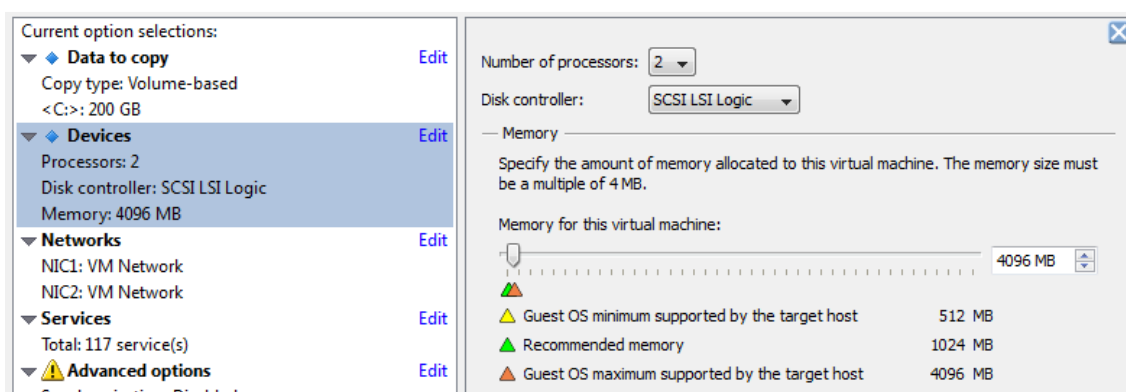 Current option selections:
Data to copy Edit
Copy type: Volume-based
<C:>: 200 GB
Devices Edit
Processors: 2
Disk controller: SCSI LSI Logic
Memory: 4096 MB
Networks Edit
NIC1: VM Network
NIC2: VM Network
Services Edit
Total: 117 service(s)
Advanced options Edit
Number of processors: 2
Disk controller: SCSI LSI Logic
Memory
Specify the amount of memory allocated to this virtual machine. The memory size must
be a multiple of 4 MB.
Memory for this virtual machine:
4096 MB
Guest OS minimum supported by the target host 512 MB
Recommended memory 1024 MB
Guest OS maximum supported by the target host 4096 MB